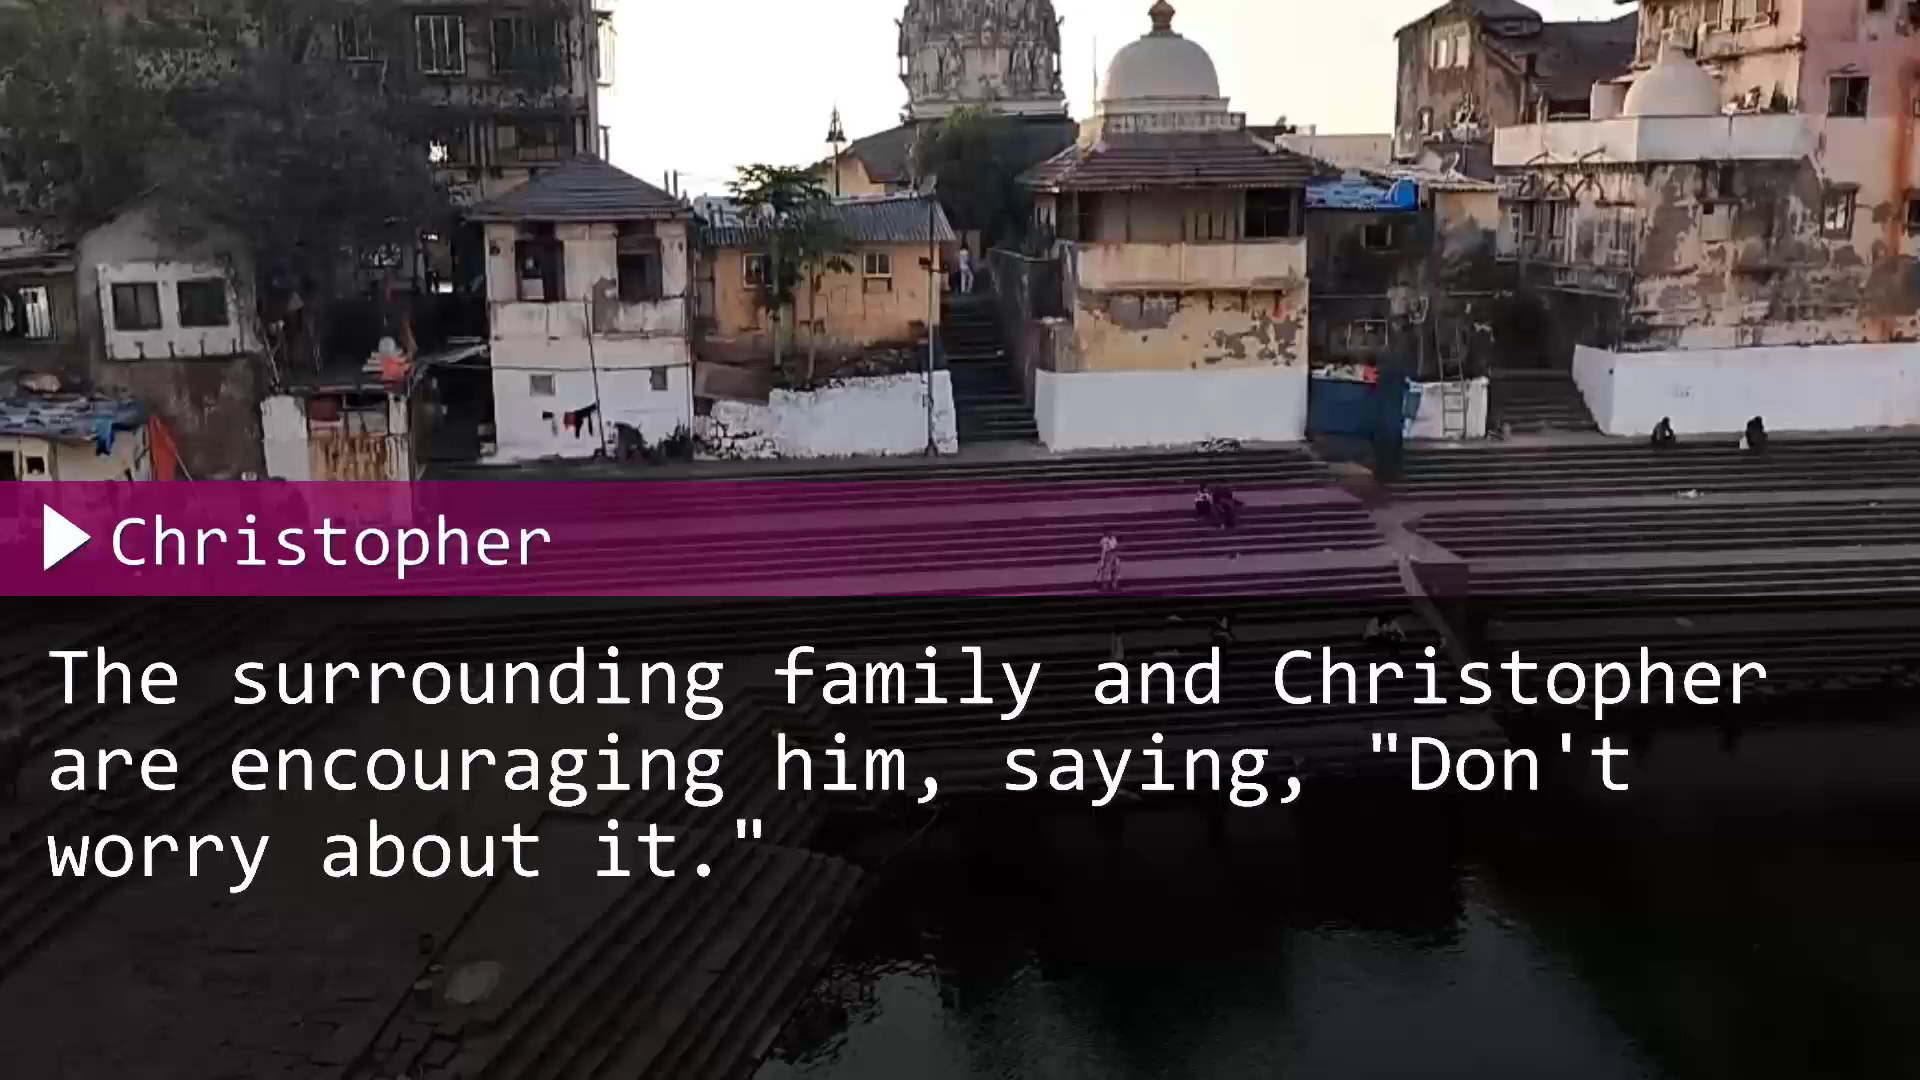 Christopher
The surrounding family and Christopher
are encouraging him, saying, "Don't
worry about it."